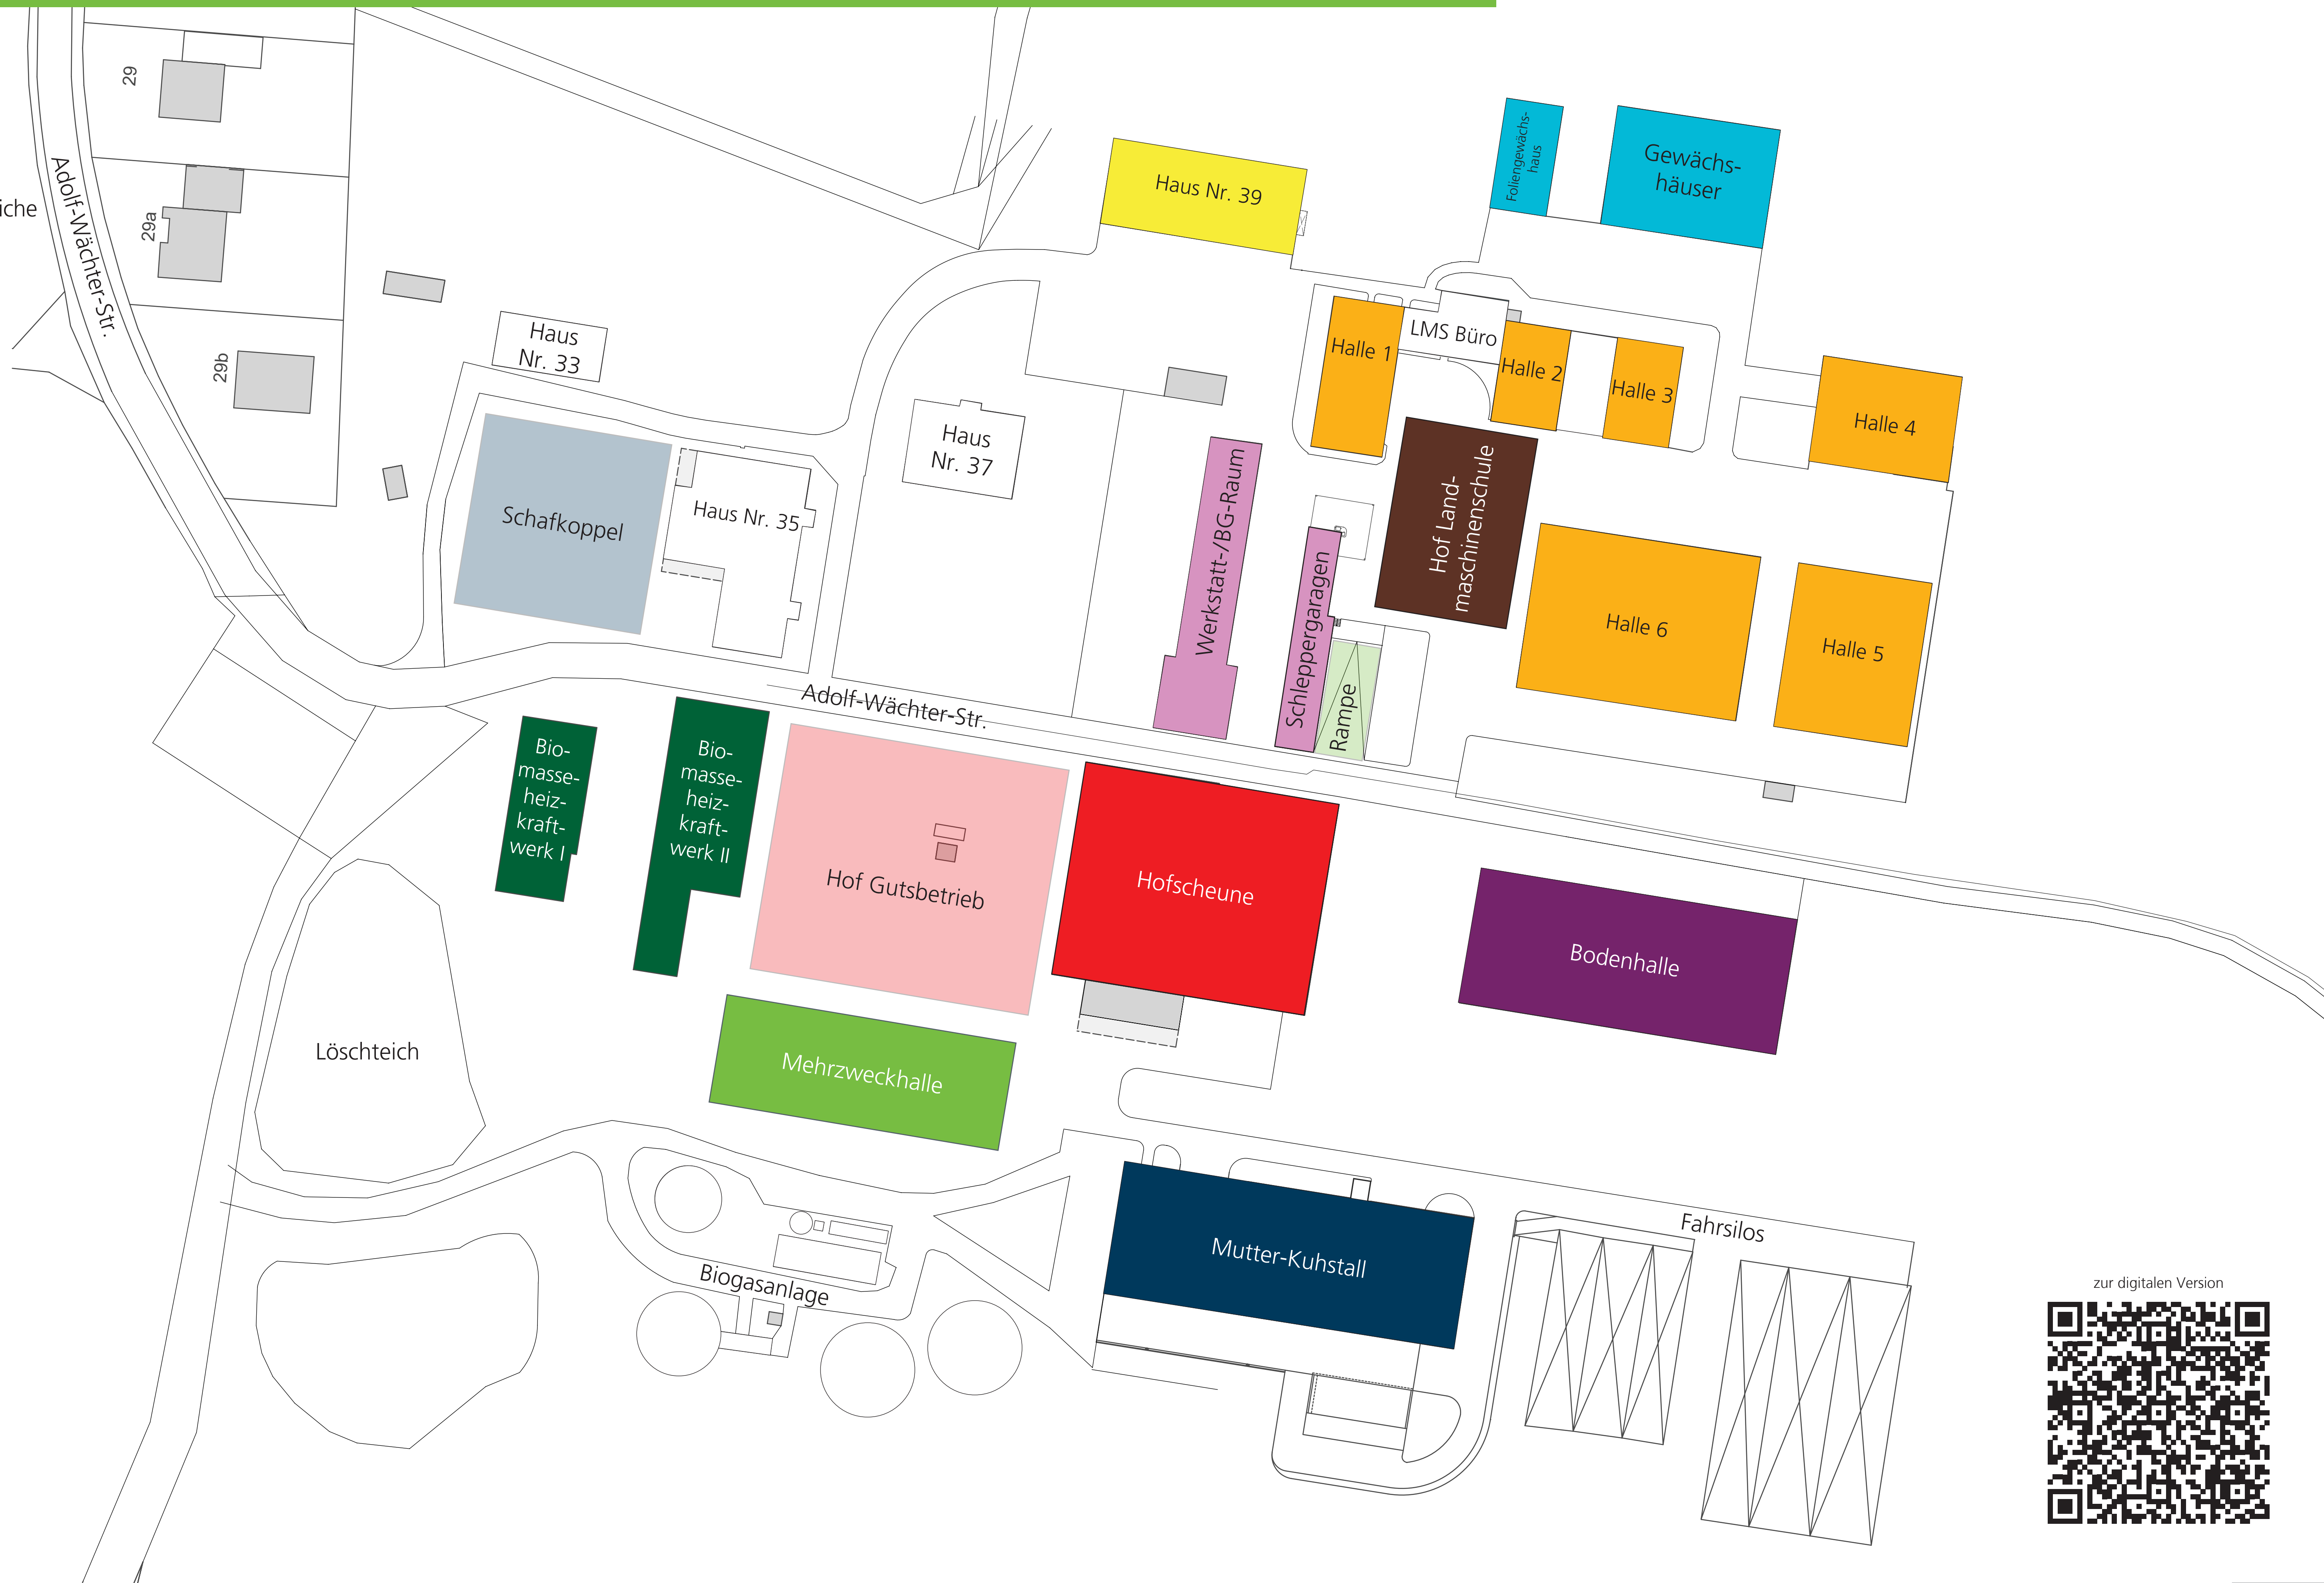 29
Adolf-Wächter-Str.
iche
29a
29b
Haus
Nr. 33
Schafkoppel
Haus Nr. 35
Haus
Nr. 37
Haus Nr. 39
Foliengewächs-
haus
Gewächs-
häuser
Halle 1
LMS Büro
Halle 2
Halle 3
Halle 4
Werkstatt-/BG-Raum
Schleppergaragen
Rampe
Hof Land-
maschinenschule
Halle 6
Halle 5
Adolf-Wächter-Str.
Bio-
masse-
heiz-
kraft-
werk I
Bio-
masse-
heiz-
kraft-
werk II
Hof Gutsbetrieb
Hofscheune
Bodenhalle
Löschteich
Mehrzweckhalle
Biogasanlage
Mutter-Kuhstall
Fahrsilos
zur digitalen Version